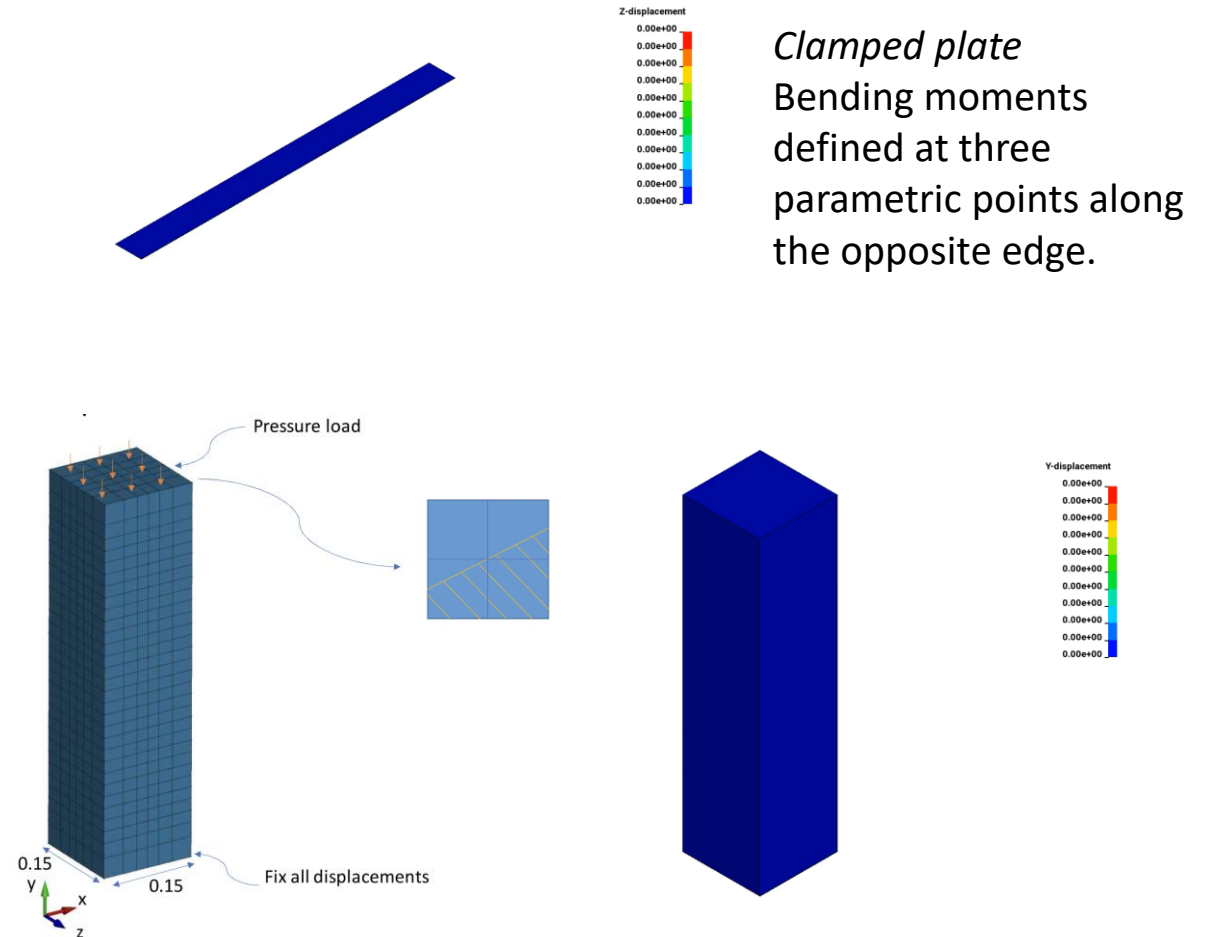 Z-displacement
0.00e+00
0.00e+00
0.00e+00
0.00e+00
0.00e+00
0.00e+00
0.00e+00
0.00e+00
0.00e+00
0.00e+00
0.00e+00
Clamped plate
Bending moments
defined at three
parametric points along
the opposite edge.
Pressure load
Y-displacement
0.00e+00
0.00e+00
0.00e+00
0.00e+00
0.00e+00
0.00e+00
0.00e+00
0.00e+00
0.00e+00
0.00e+00
0.00e+00
0.15
0.15
Fix all displacements
y
x
z